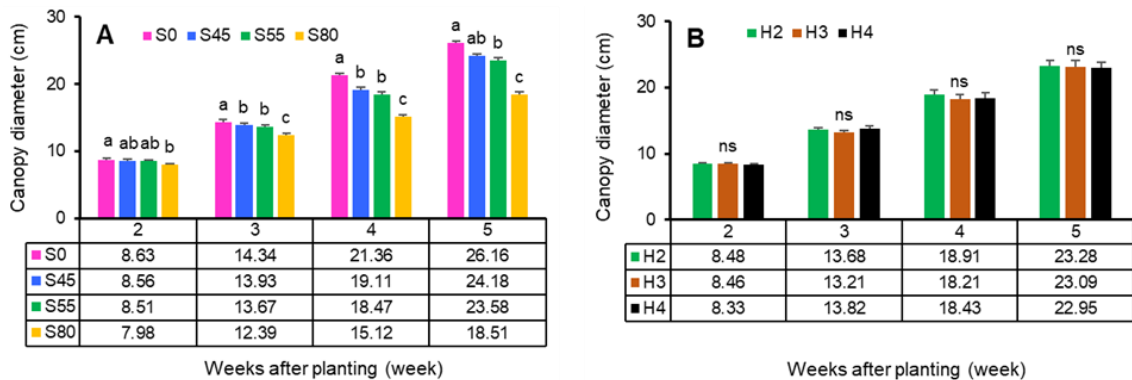 A
S0 S45 S55 S80
Canopy diameter (cm)
30
20
10
0
a ab ab b
a b b c
a b b c
a ab b c
2 3 4 5
S0 8.63 14.34 21.36 26.16
S45 8.56 13.93 19.11 24.18
S55 8.51 13.67 18.47 23.58
S80 7.98 12.39 15.12 18.51
Weeks after planting (week)
B
H2 H3 H4
Canopy diameter (cm)
30
20
10
0
ns ns ns ns
2 3 4 5
H2 8.48 13.68 18.91 23.28
H3 8.46 13.21 18.21 23.09
H4 8.33 13.82 18.43 22.95
Weeks after planting (week)